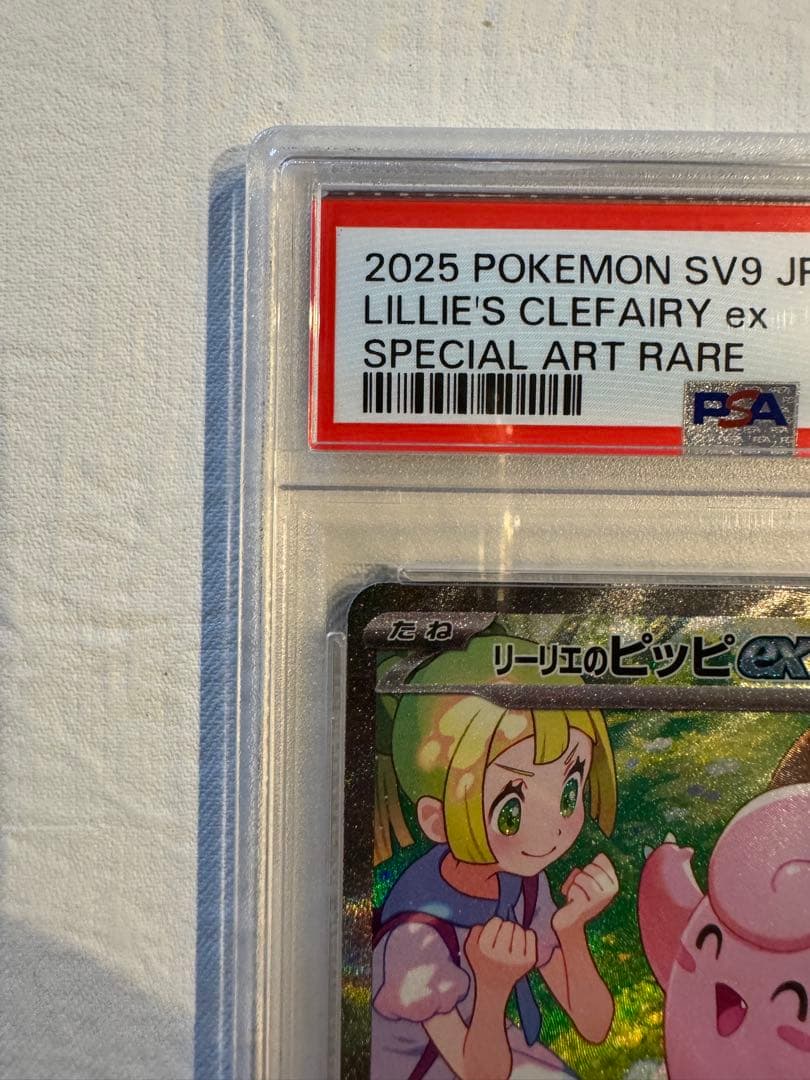 2025 POKEMON SV9 JP
LILLIE'S CLEFAIRY ex
SPECIAL ART RARE
PSA
たね
リーリエのピッピex